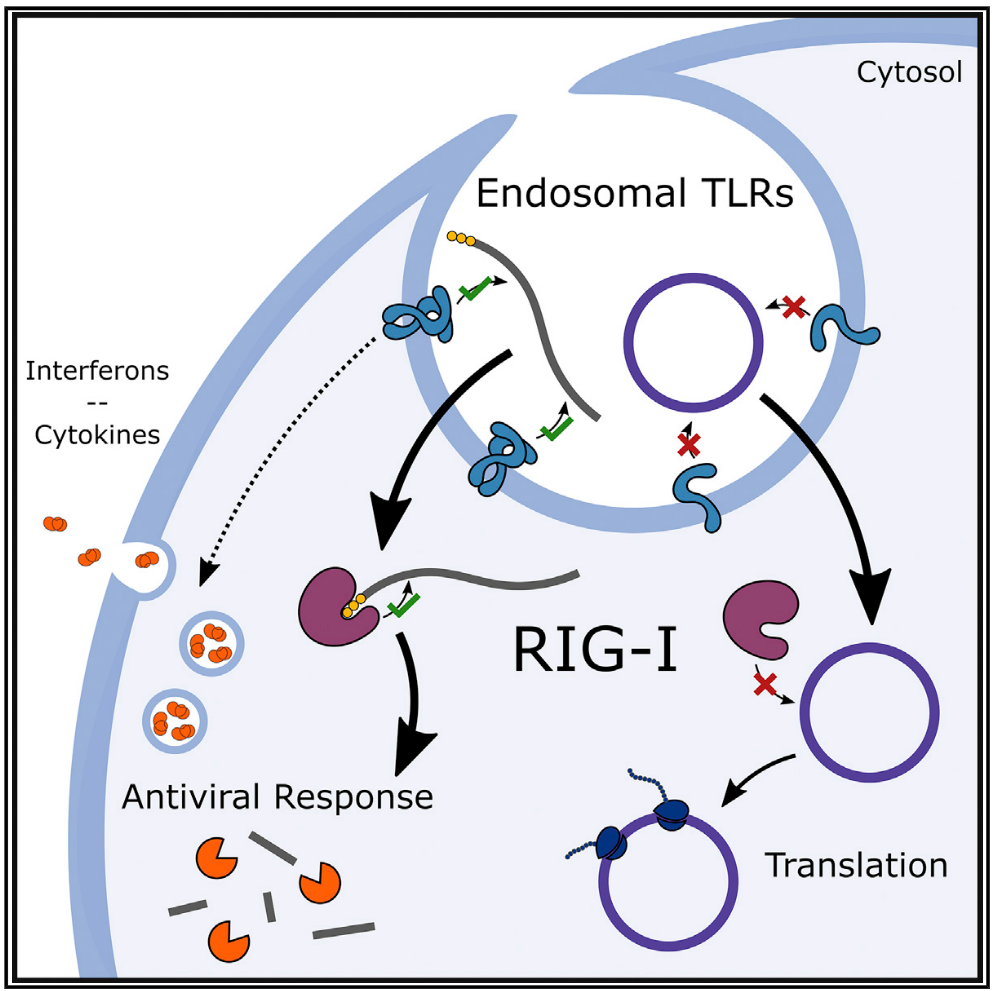 Cytosol
Endosomal TLRs
Interferons
--
Cytokines
RIG-I
Antiviral Response
Translation